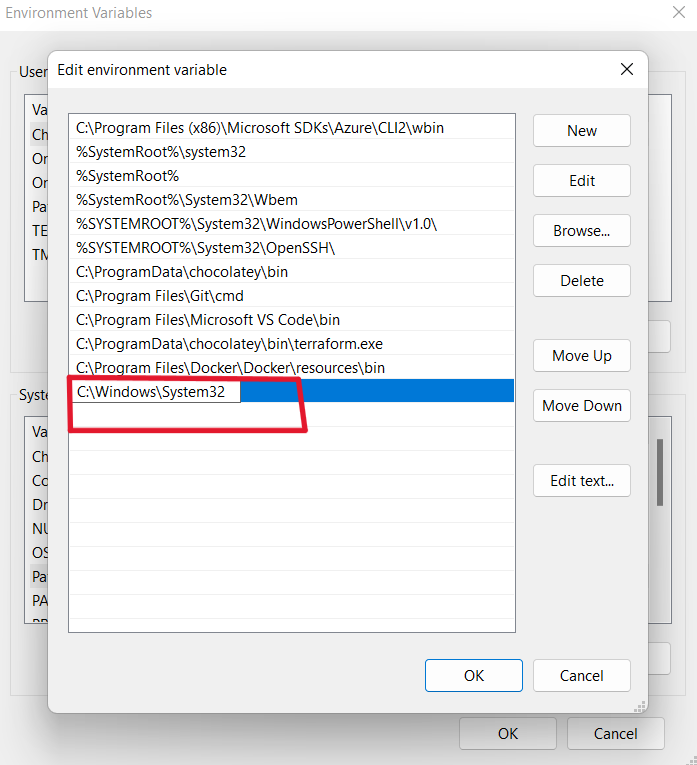 Environment Variables
User
Edit environment variable
Va
Ch
On
On
Pa
TE
TM
C:\Program Files (x86)\Microsoft SDKs\Azure\CLI2\wbin
%SystemRoot%\system32
%SystemRoot%
%SystemRoot%\System32\Wbem
%SYSTEMROOT%\System32\WindowsPowerShell\v1.0\
%SYSTEMROOT%\System32\OpenSSH\
C:\ProgramData\chocolatey\bin
C:\Program Files\Git\cmd
C:\Program Files\Microsoft VS Code\bin
C:\ProgramData\chocolatey\bin\terraform.exe
C:\Program Files\Docker\Docker\resources\bin
C:\Windows\System32
New
Edit
Browse...
Delete
Move Up
Move Down
Edit text...
Syste
Va
Ch
Co
Dr
NU
OS
Pa
PA
OK
Cancel
OK
Cancel